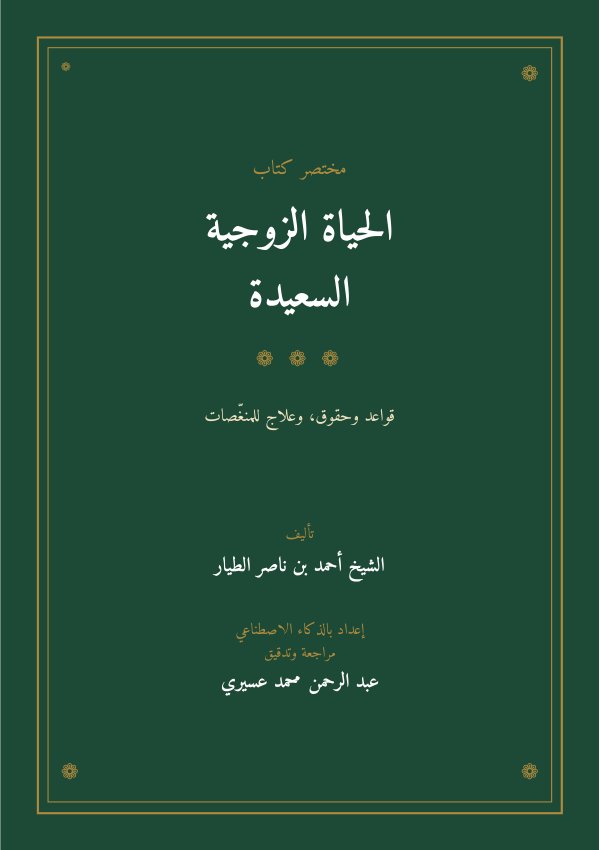 مختصر كتاب
الحياة الزوجية
السعيدة
قواعد وحقوق، وعلاج للمنغّصات
تأليف
الشيخ أحمد بن ناصر الطيار
إعداد بالذكاء الاصطناعي
مراجعة وتدقيق
عبد الرحمن محمد عسيري